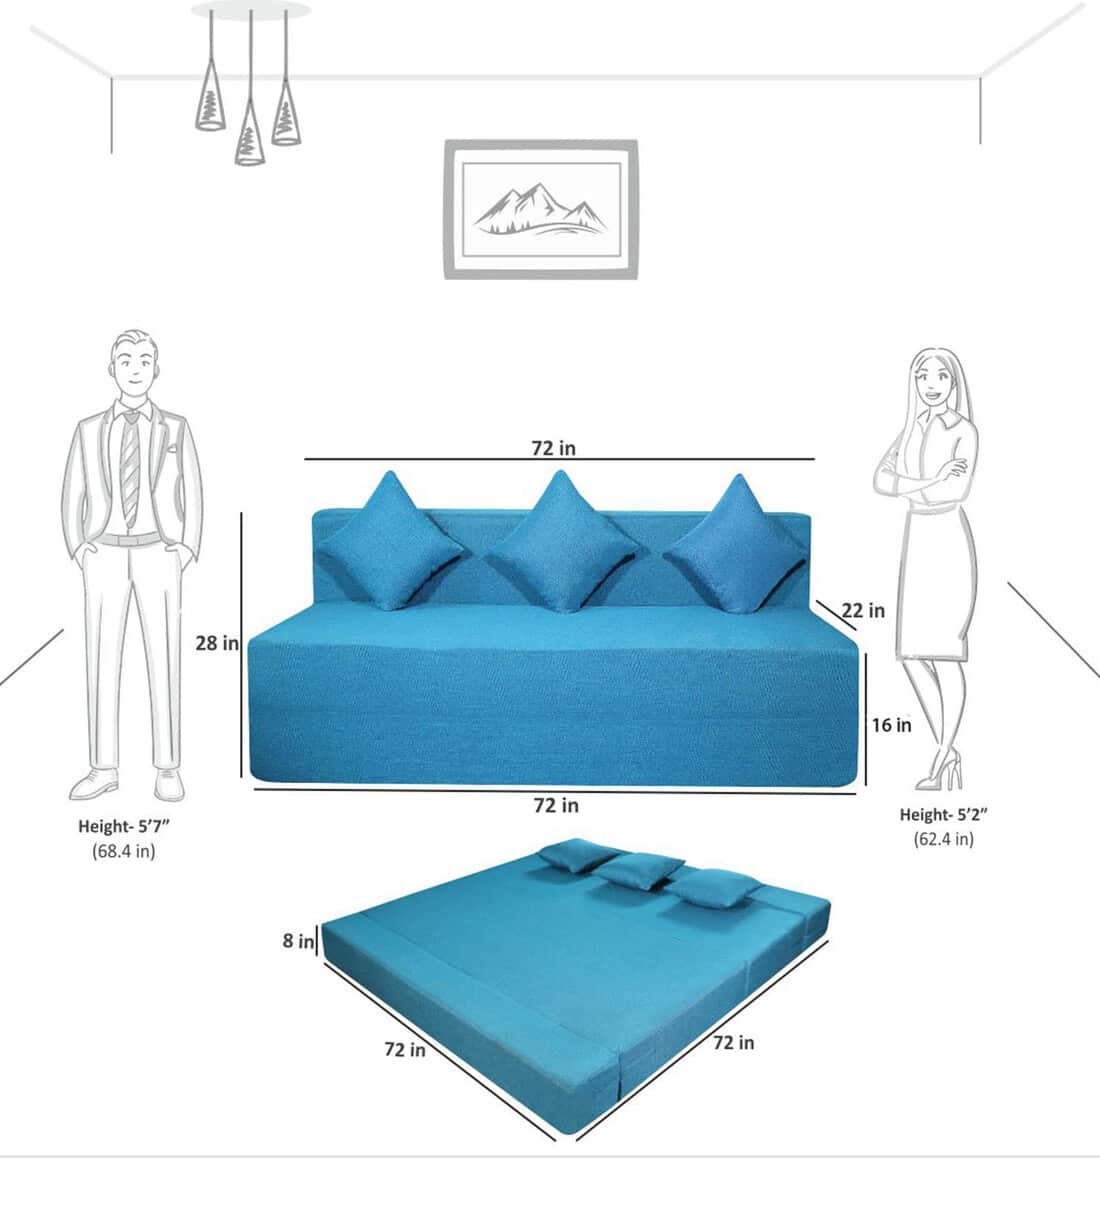 72 in
22 in
28 in
16 in
72 in
Height- 5’7”
(68.4 in)
Height- 5’2”
(62.4 in)
8 in
72 in
72 in